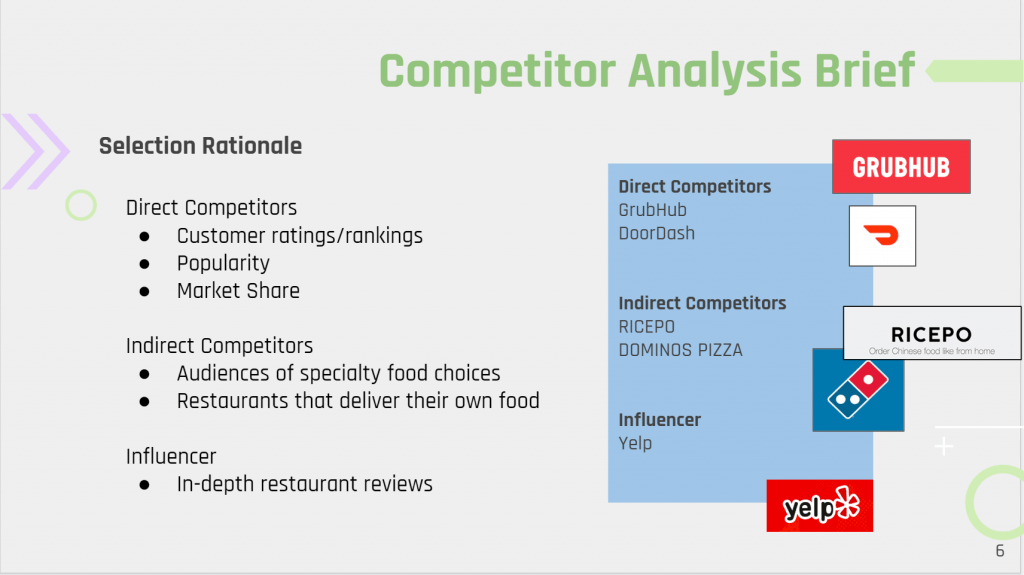 Competitor Analysis Brief
Selection Rationale
Direct Competitors
● Customer ratings/rankings
● Popularity
● Market Share
Indirect Competitors
● Audiences of specialty food choices
● Restaurants that deliver their own food
Influencer
● In-depth restaurant reviews
Direct Competitors
GrubHub
DoorDash
Indirect Competitors
RICEPO
DOMINOS PIZZA
Influencer
Yelp
GRUBHUB
RICEPO
Order Chinese food like from home
yelp
6